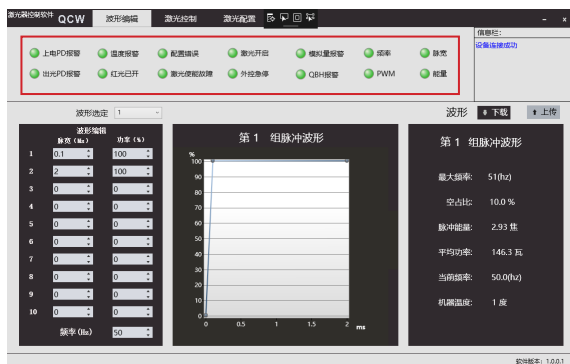 激光器控制软件 QCW 波形编辑 激光控制 激光配置
信息栏:
设备连接成功
上电PD报警 温度报警 配置错误 激光开启 模拟量报警 频率 脉宽
出光PD报警 红光已开 激光使能故障 外控急停 QBH报警 PWM 能量
波形选定 1 波形 下载 上传
波形编辑
脉宽 (Ms) 功率 (%)
1 0.1 100
2 2 100
3 0 0
4 0 0
5 0 0
6 0 0
7 0 0
8 0 0
9 0 0
10 0 0
频率 (Hz) 50
第 1 组脉冲波形
%
100
90
80
70
60
50
40
30
20
10
0
0 0.5 1 1.5 2 ms
第 1 组脉冲波形
最大频率: 51(hz)
空占比: 10.0 %
脉冲能量: 2.93 焦
平均功率: 146.3 瓦
当前频率: 50.0(hz)
机器温度: 1 度
软件版本: 1.0.0.1